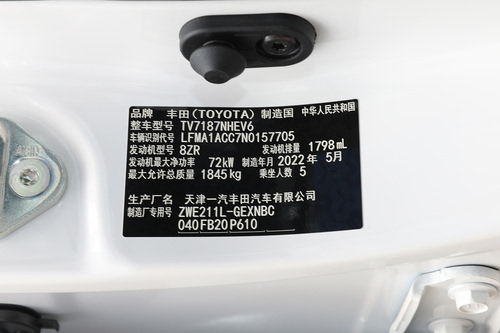 品牌 丰田(TOYOTA) 制造国 中华人民共和国
整车型号 TV7187NHEV6
车辆识别代号 LFMA1ACC7N0157705
发动机型号 8ZR 发动机排量 1798mL
发动机最大净功率 72kW 制造年月 2022年 5月
最大允许总质量 1845kg 乘坐人数 5
生产厂名 天津一汽丰田汽车有限公司
制造厂专用号 ZWE211L-GEXNBC
040FB20P610